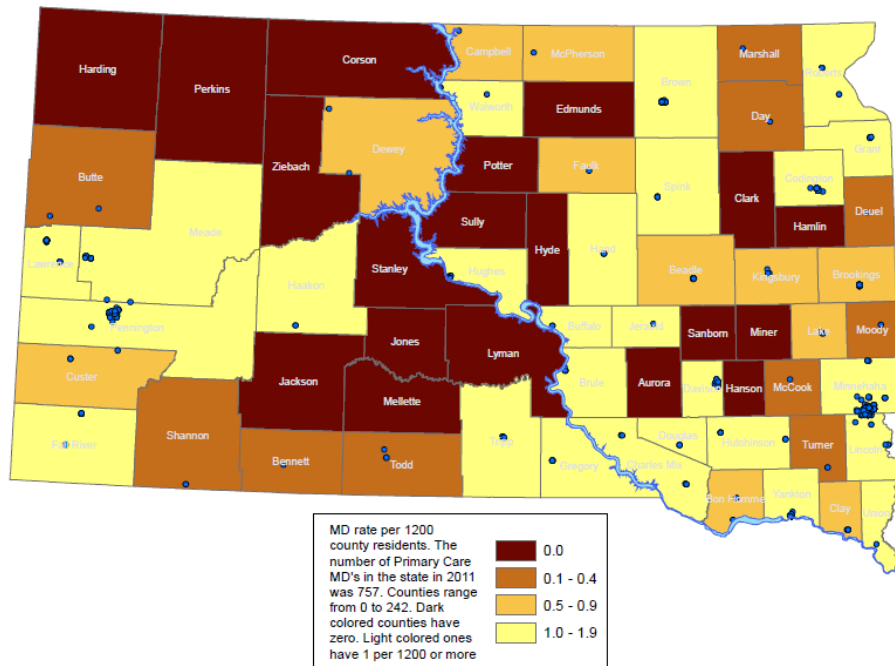 Harding
Perkins
Corson
Campbell
McPherson
Brown
Marshall
Roberts
Walworth
Edmunds
Day
Grant
Butte
Ziebach
Dewey
Potter
Faulk
Spink
Clark
Codington
Deuel
Hamlin
Meade
Sully
Hyde
Hand
Lawrence
Stanley
Hughes
Haakon
Beadle
Kingsbury
Brookings
Pennington
Jones
Lyman
Buffalo
Jerauld
Sanborn
Miner
Lake
Moody
Custer
Jackson
Mellette
Brule
Aurora
Davison
Hanson
McCook
Minnehaha
Fall River
Shannon
Bennett
Todd
Tripp
Gregory
Charles Mix
Douglas
Hutchinson
Turner
Lincoln
Bon Homme
Yankton
Clay
Union
MD rate per 1200
county residents. The
number of Primary Care
MD's in the state in 2011
was 757. Counties range
from 0 to 242. Dark
colored counties have
zero. Light colored ones
have 1 per 1200 or more
0.0
0.1 - 0.4
0.5 - 0.9
1.0 - 1.9